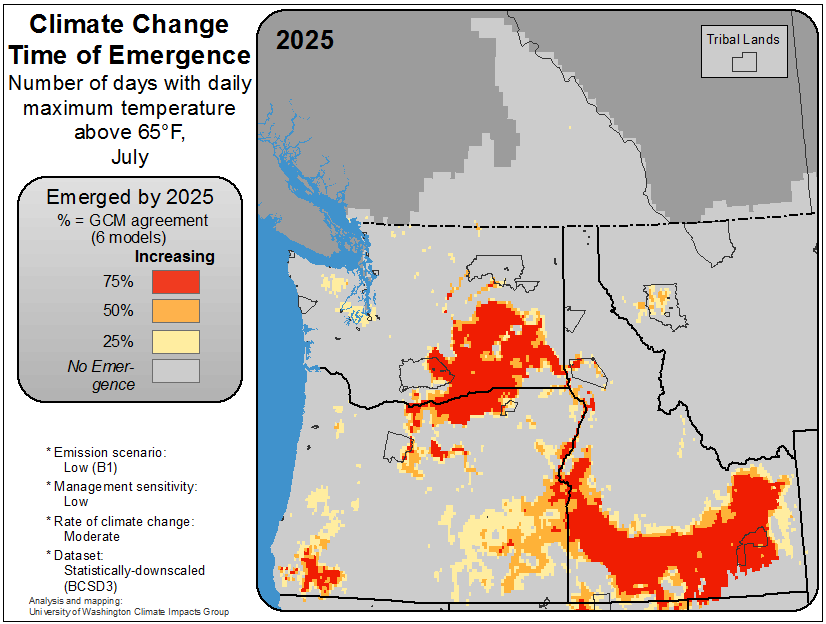 Climate Change
Time of Emergence
Number of days with daily
maximum temperature
above 65°F,
July
Emerged by 2025
% = GCM agreement
(6 models)
Increasing
75%
50%
25%
No Emer-
gence
* Emission scenario:
Low (B1)
* Management sensitivity:
Low
* Rate of climate change:
Moderate
* Dataset:
Statistically-downscaled
(BCSD3)
Analysis and mapping:
University of Washington Climate Impacts Group
2025
Tribal Lands